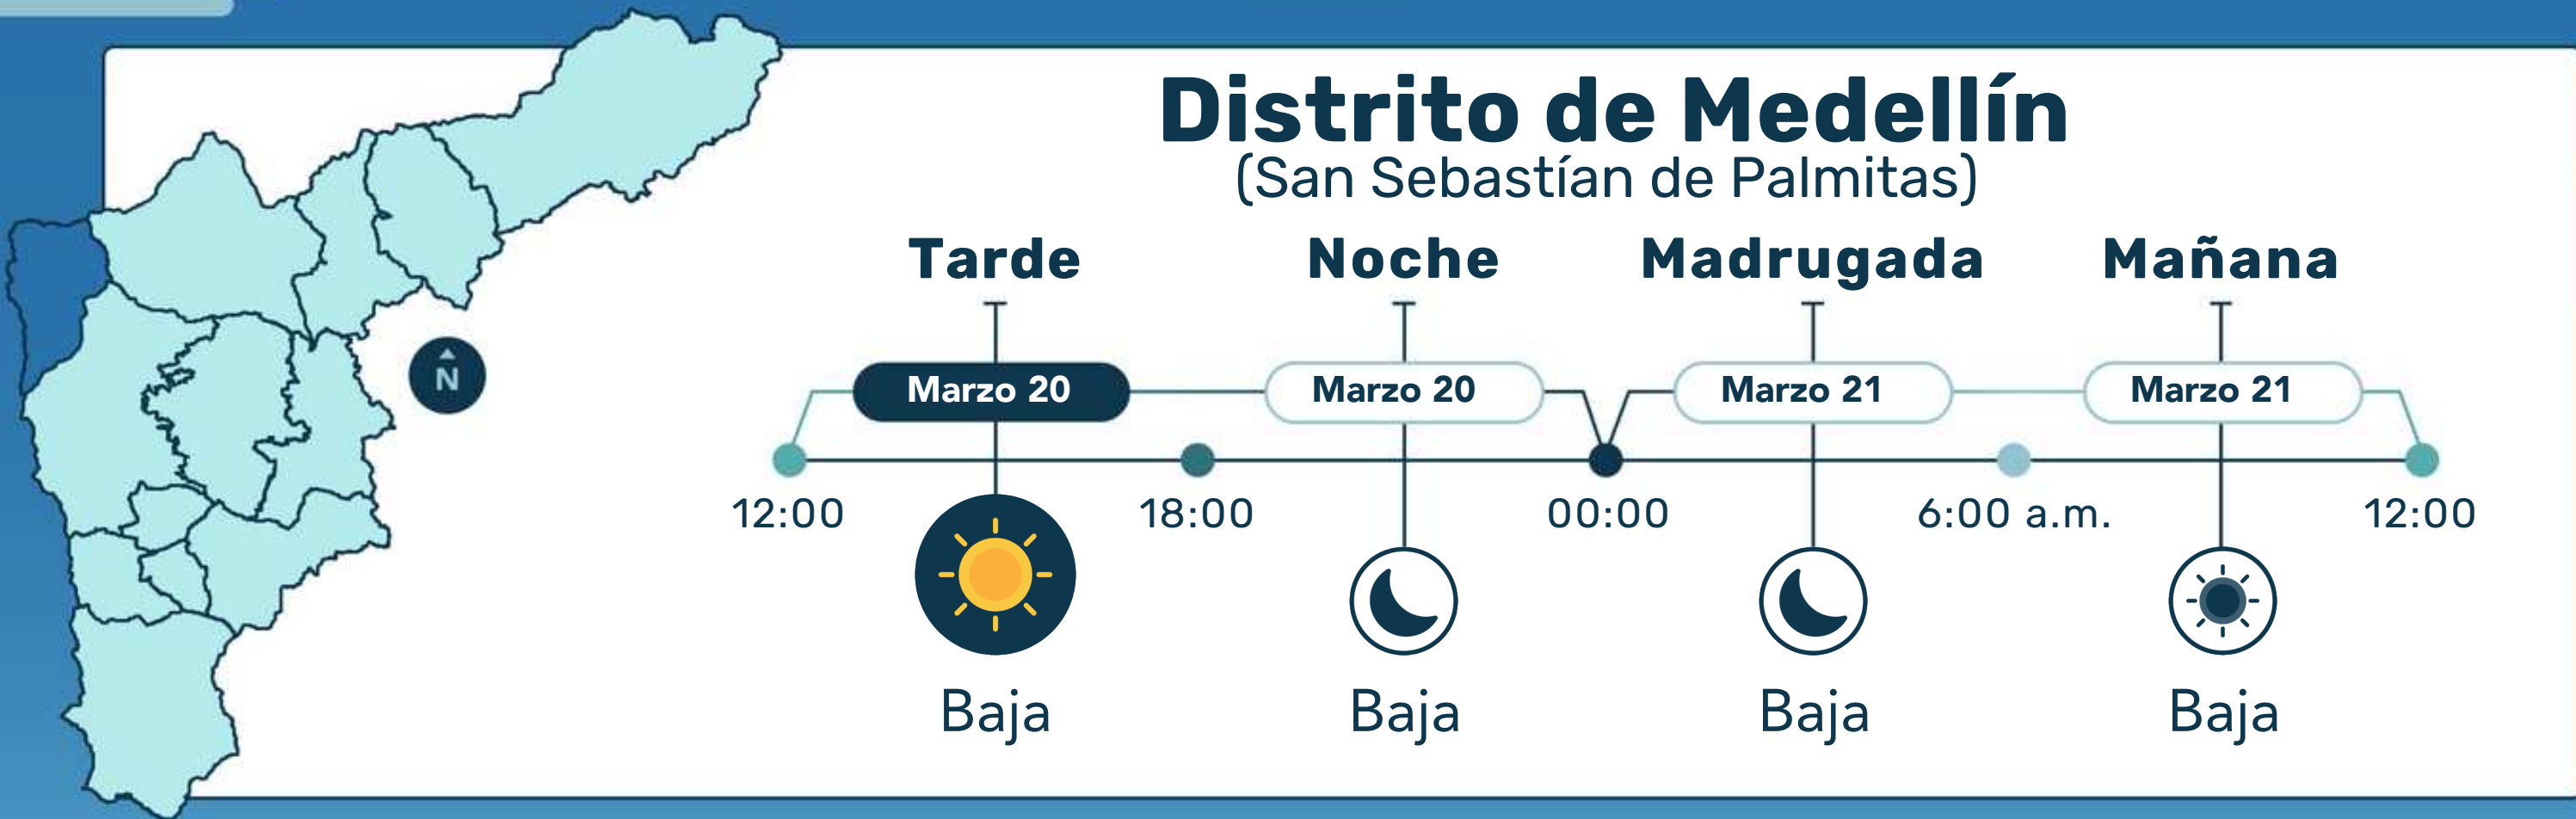 Distrito de Medellín
(San Sebastían de Palmitas)
Tarde Noche Madrugada Mañana
Marzo 20 Marzo 20 Marzo 21 Marzo 21
N
12:00 18:00 00:00 6:00 a.m. 12:00
Baja Baja Baja Baja